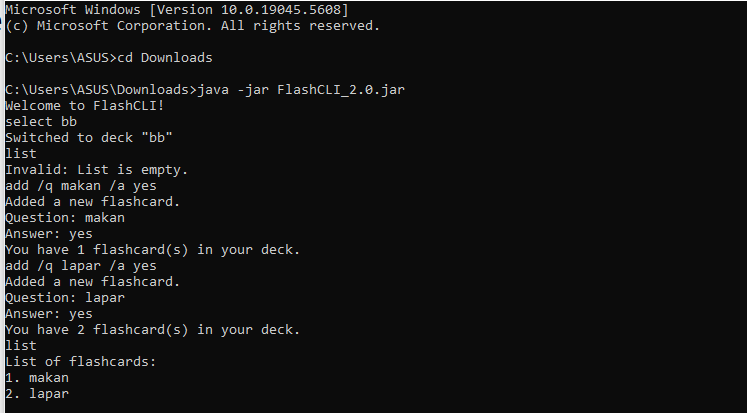 Microsoft Windows [Version 10.0.19045.5608]
(c) Microsoft Corporation. All rights reserved.
C:\Users\ASUS>cd Downloads
C:\Users\ASUS\Downloads>java -jar FlashCLI_2.0.jar
Welcome to FlashCLI!
select bb
Switched to deck "bb"
list
Invalid: List is empty.
add /q makan /a yes
Added a new flashcard.
Question: makan
Answer: yes
You have 1 flashcard(s) in your deck.
add /q lapar /a yes
Added a new flashcard.
Question: lapar
Answer: yes
You have 2 flashcard(s) in your deck.
list
List of flashcards:
1. makan
2. lapar